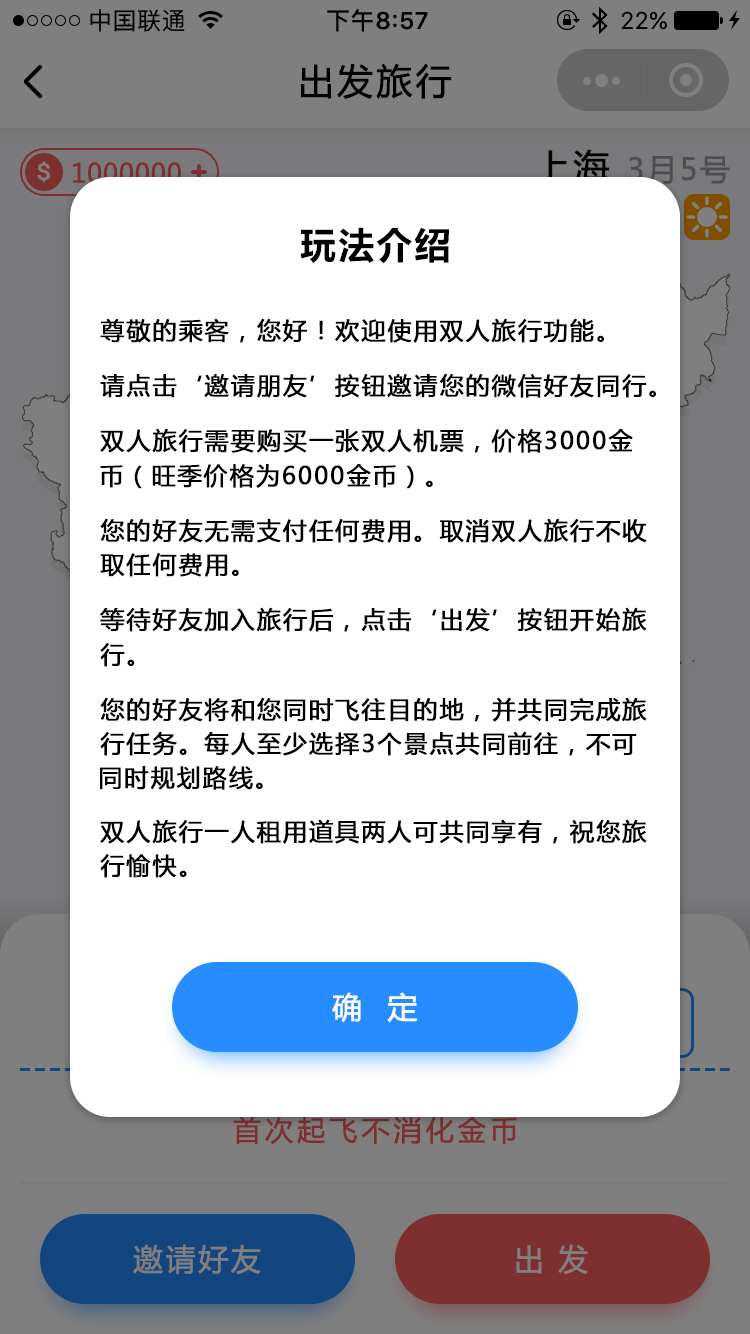 中国联通 下午8:57 22%
出发旅行
$ 1000000 +
上海 3月5号
玩法介绍
尊敬的乘客，您好！欢迎使用双人旅行功能。
请点击‘邀请朋友’按钮邀请您的微信好友同行。
双人旅行需要购买一张双人机票，价格3000金
币（旺季价格为6000金币）。
您的好友无需支付任何费用。取消双人旅行不收
取任何费用。
等待好友加入旅行后，点击‘出发’按钮开始旅
行。
您的好友将和您同时飞往目的地，并共同完成旅
行任务。每人至少选择3个景点共同前往，不可
同时规划路线。
双人旅行一人租用道具两人可共同享有，祝您旅
行愉快。
确 定
首次起飞不消化金币
邀请好友
出 发